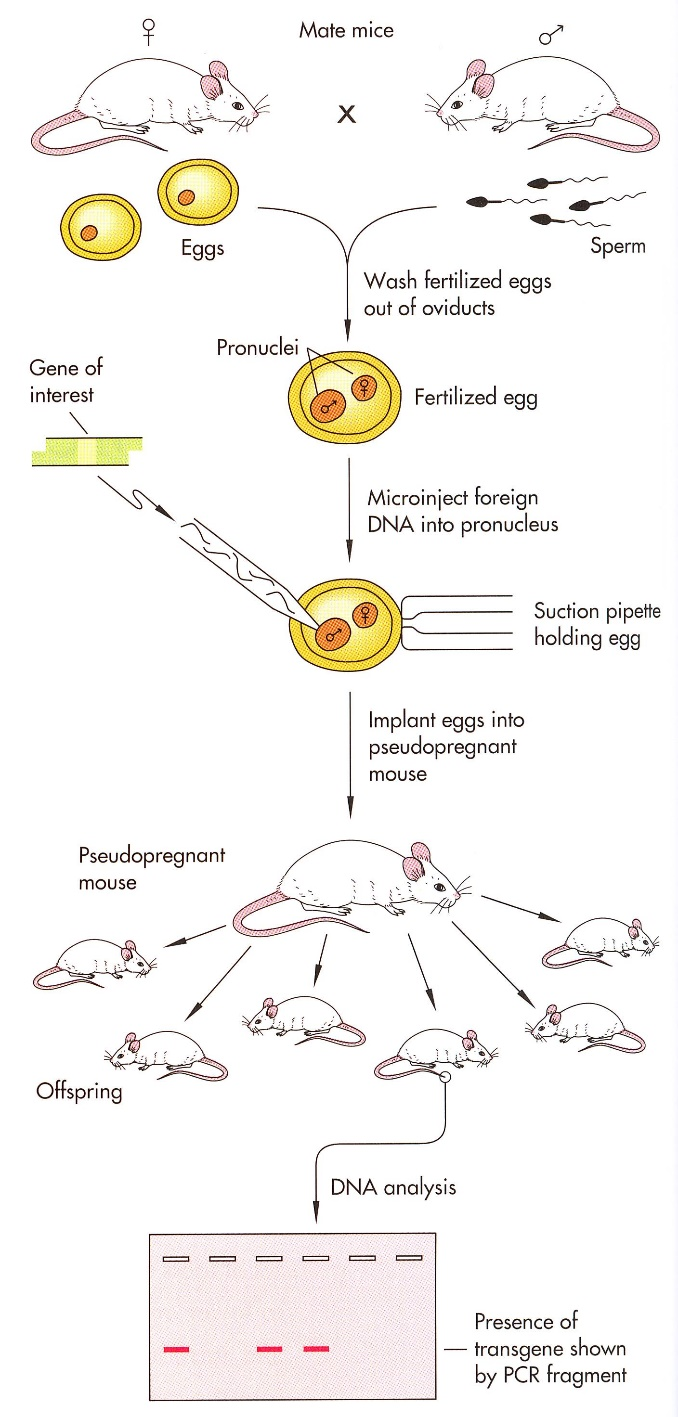 ♀
Mate mice
♂
x
Eggs
Sperm
Wash fertilized eggs
out of oviducts
Pronuclei
Gene of
interest
♂
♀
Fertilized egg
Microinject foreign
DNA into pronucleus
♂
♀
Suction pipette
holding egg
Implant eggs into
pseudopregnant
mouse
Pseudopregnant
mouse
Offspring
DNA analysis
Presence of
transgene shown
by PCR fragment